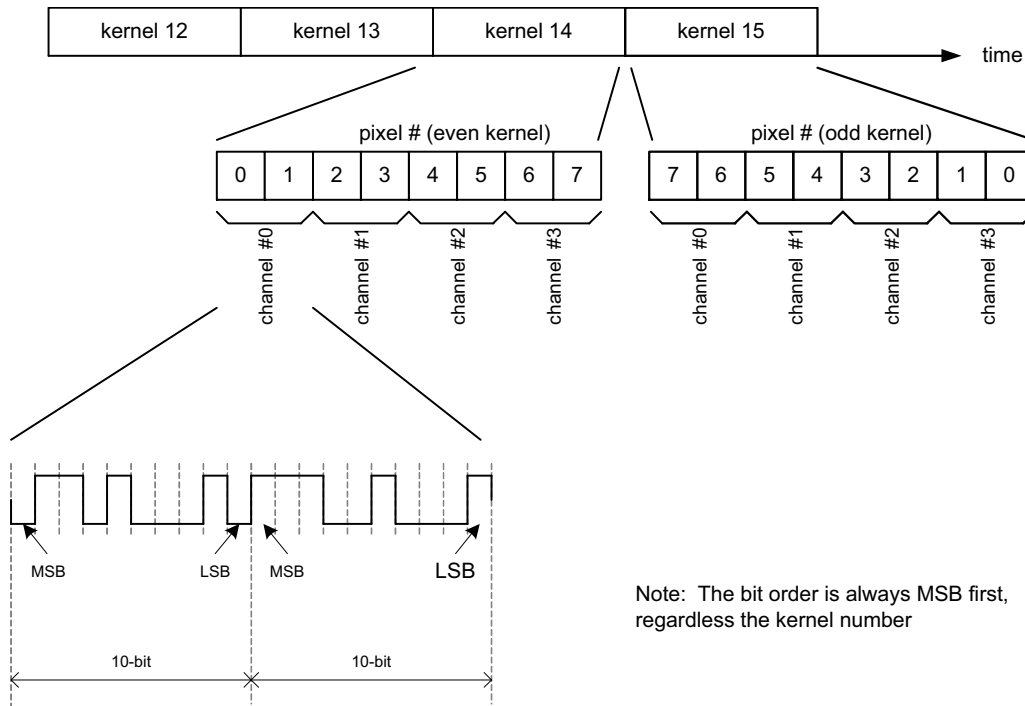 kernel 12 kernel 13 kernel 14 kernel 15
time
pixel # (even kernel) pixel # (odd kernel)
0 1 2 3 4 5 6 7 7 6 5 4 3 2 1 0
channel #0 channel #1 channel #2 channel #3 channel #0 channel #1 channel #2 channel #3
MSB LSB MSB LSB
Note: The bit order is always MSB first,
regardless the kernel number
10-bit 10-bit